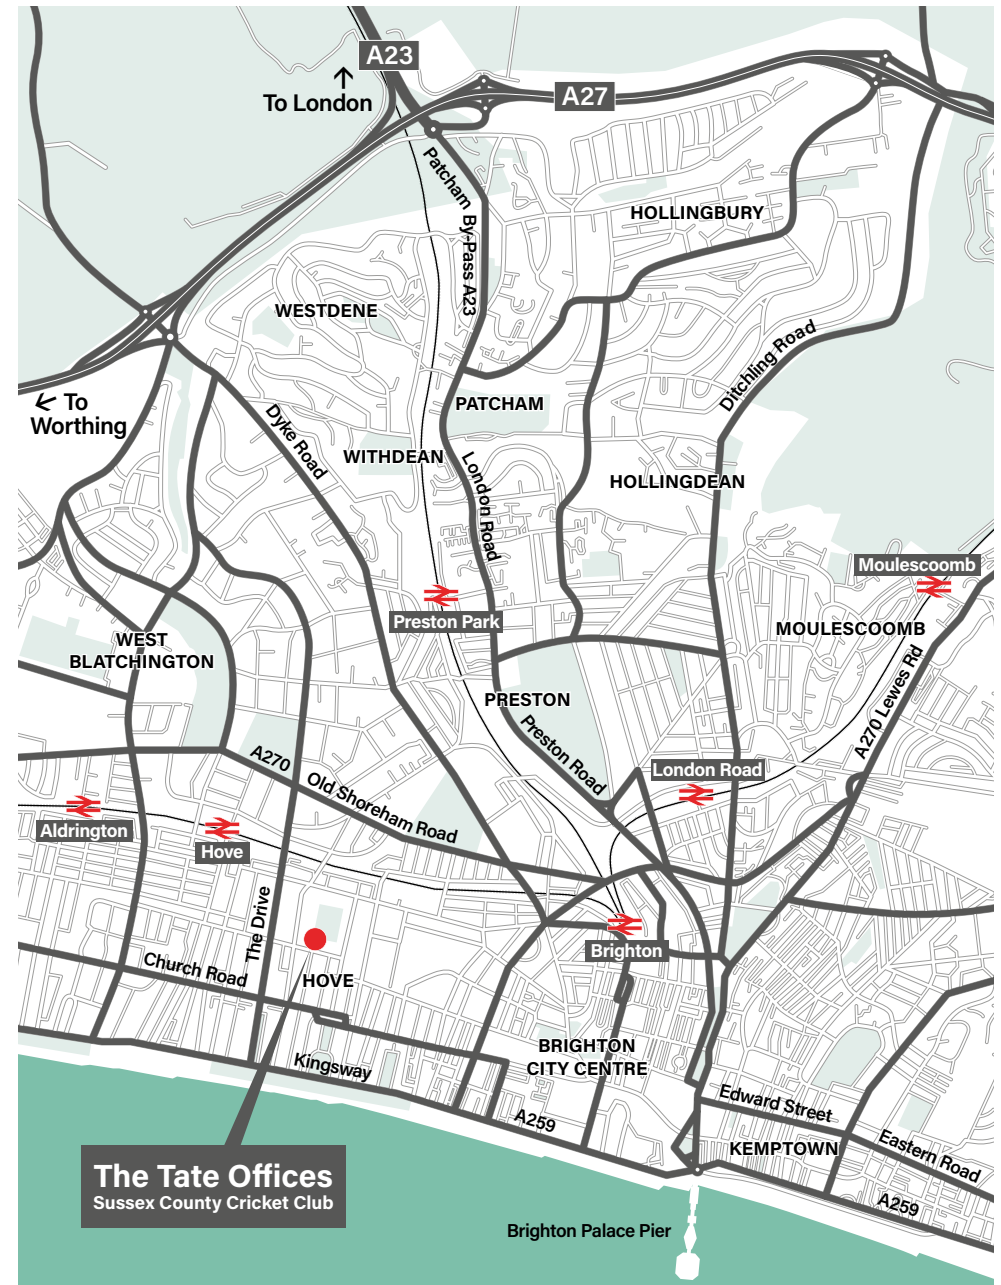 A23
To London
A27
Patcham By-Pass A23
HOLLINGBURY
WESTDENE
Ditchling Road
To
Worthing
PATCHAM
Dyke Road
WITHDEAN
London Road
HOLLINGDEAN
Moulescoomb
Preston Park
MOULESCOOMB
WEST
BLATCHINGTON
A270 Lewes Rd
PRESTON
Preston Road
A270
Old Shoreham Road
London Road
Aldrington
Hove
The Drive
Brighton
Church Road
HOVE
BRIGHTON
CITY CENTRE
Kingsway
A259
Edward Street
KEMPTOWN
Eastern Road
A259
The Tate Offices
Sussex County Cricket Club
Brighton Palace Pier